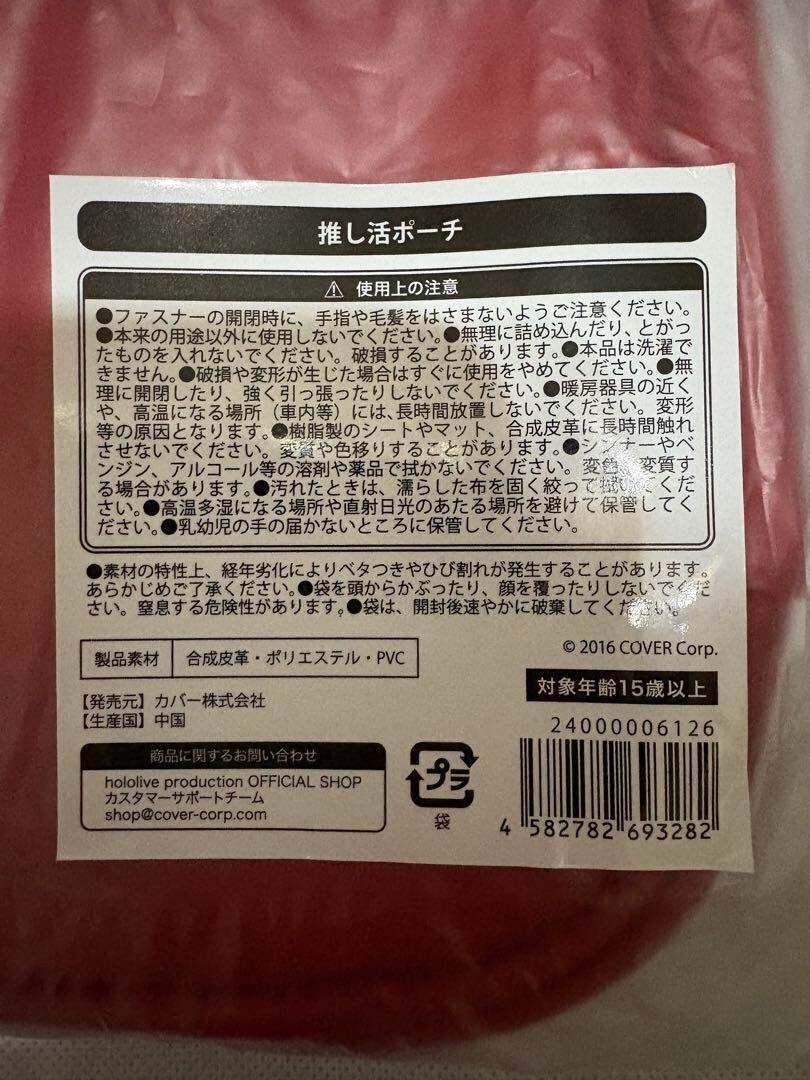 推し活ポーチ
⚠ 使用上の注意
●ファスナーの開閉時に、手指や毛髪をはさまないようご注意ください。
●本来の用途以外に使用しないでください。●無理に詰め込んだり、とがっ
たものを入れないでください。破損することがあります。●本品は洗濯で
きません。●破損や変形が生じた場合はすぐに使用をやめてください。●無
理に開閉したり、強く引っ張ったりしないでください。●暖房器具の近く
や、高温になる場所（車内等）には、長時間放置しないでください。変形
等の原因となります。●樹脂製のシートやマット、合成皮革に長時間触れ
させないでください。変質や色移りすることがあります。●シンナーやベ
ンジン、アルコール等の溶剤や薬品で拭かないでください。変色、変質す
る場合があります。●汚れたときは、濡らした布を固く絞って拭いてくだ
さい。●高温多湿になる場所や直射日光のあたる場所を避けて保管してく
ださい。●乳幼児の手の届かないところに保管してください。
●素材の特性上、経年劣化によりベタつきやひび割れが発生することがあります。
あらかじめご了承ください。●袋を頭からかぶったり、顔を覆ったりしないでくだ
さい。窒息する危険性があります。●袋は、開封後速やかに破棄してください。
製品素材 合成皮革・ポリエステル・PVC
© 2016 COVER Corp.
対象年齢15歳以上
【発売元】カバー株式会社
【生産国】中国
24000006126
商品に関するお問い合わせ
hololive production OFFICIAL SHOP
カスタマーサポートチーム
shop@cover-corp.com
プラ
袋
4 582782 693282